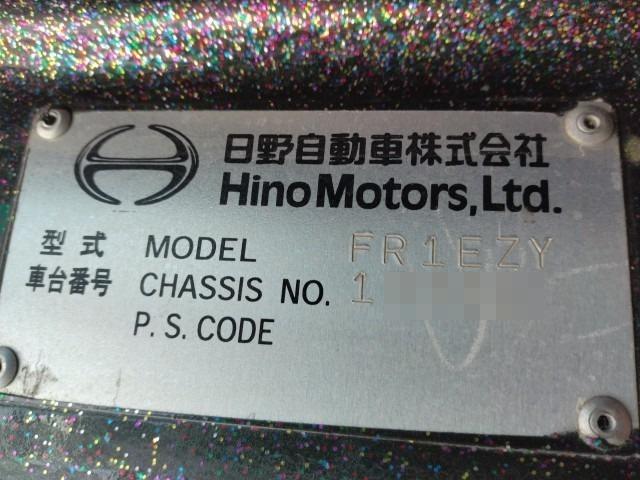 日野自動車株式会社
Hino Motors, Ltd.
型式 MODEL FR1EZY
車台番号 CHASSIS NO. 1
P. S. CODE